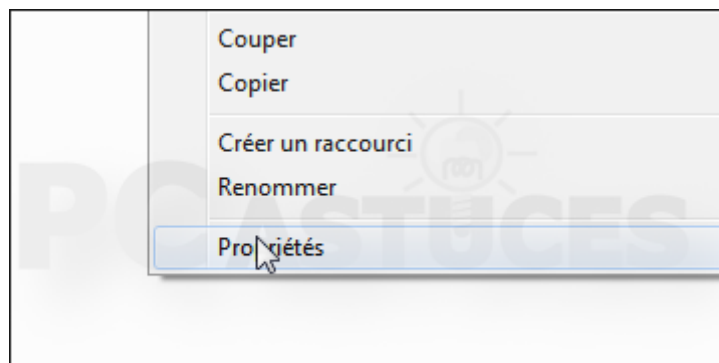 Couper
Copier
Créer un raccourci
Renommer
Propriétés
PC ASTUCES